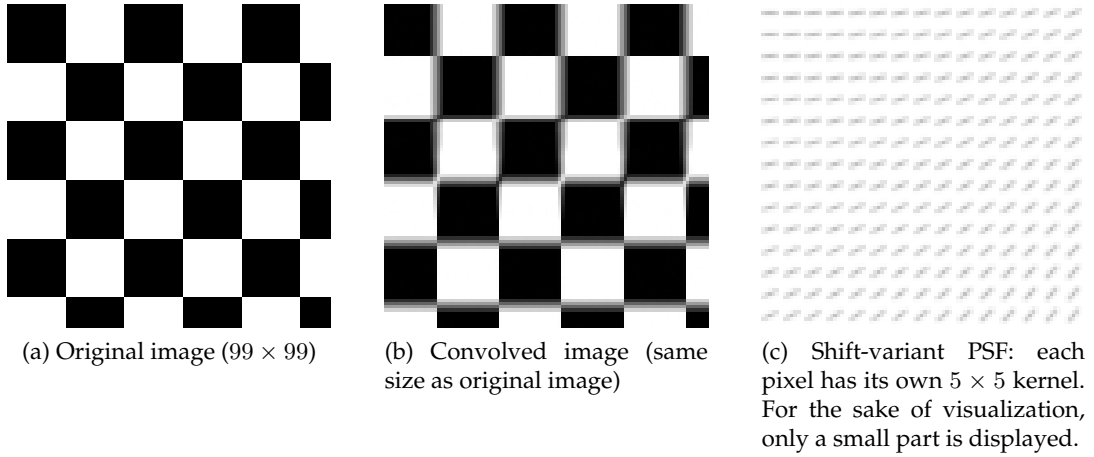 (a) Original image (99 × 99)
(b) Convolved image (same
size as original image)
(c) Shift-variant PSF: each
pixel has its own 5 × 5 kernel.
For the sake of visualization,
only a small part is displayed.